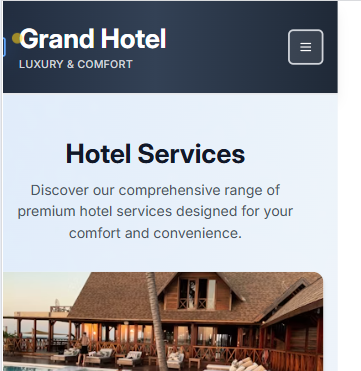 Grand Hotel
LUXURY & COMFORT
Hotel Services
Discover our comprehensive range of
premium hotel services designed for your
comfort and convenience.